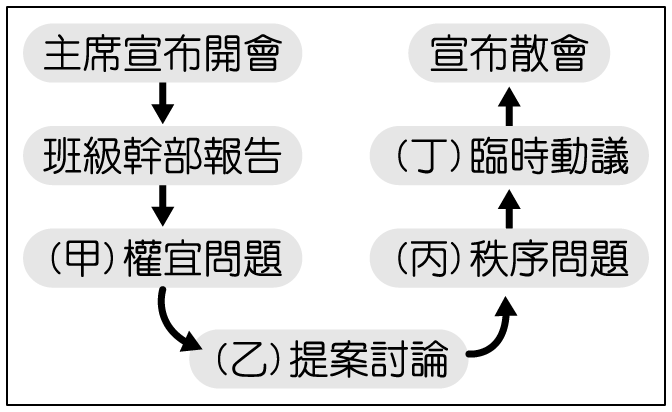 主席宣布開會
班級幹部報告
(甲)權宜問題
(乙)提案討論
(丙)秩序問題
(丁)臨時動議
宣布散會